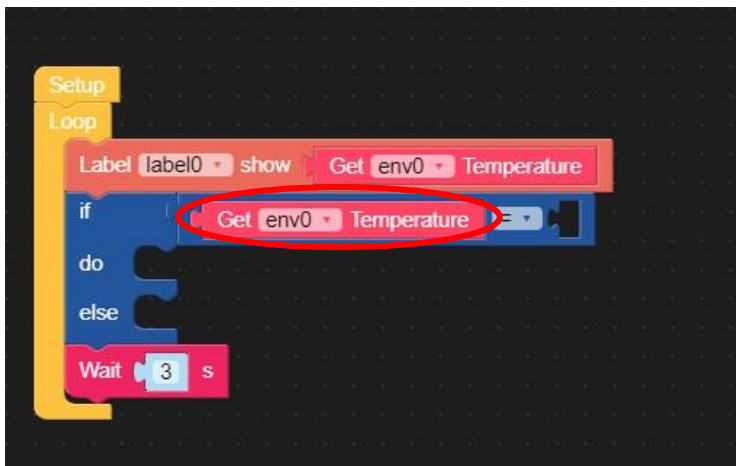 Setup
Loop
Label label0 show Get env0 Temperature
if Get env0 Temperature =
do
else
Wait 3 s